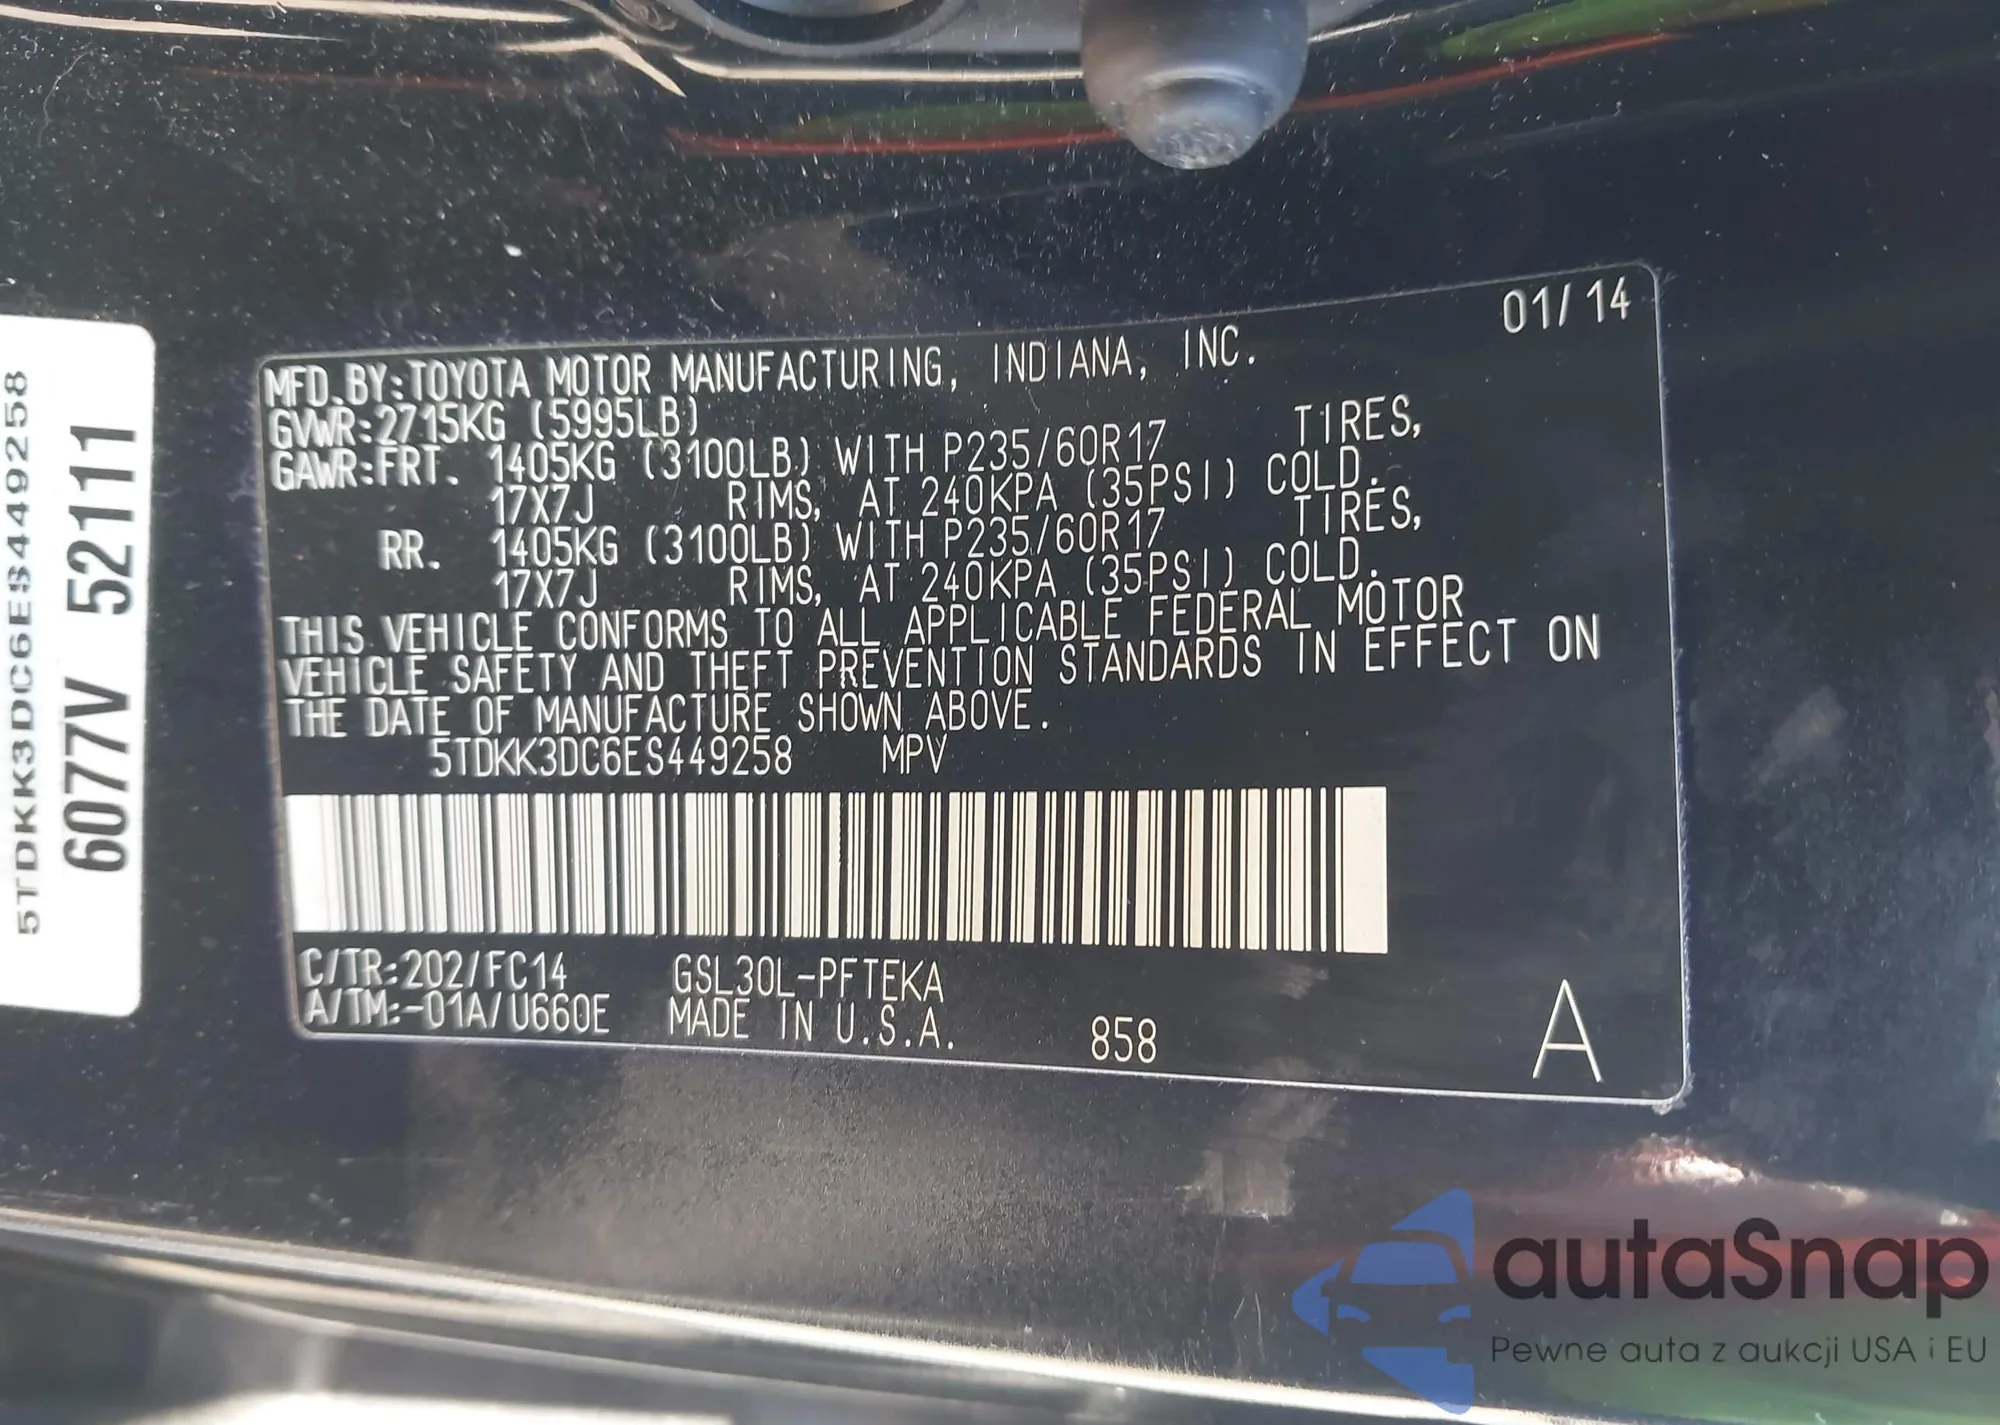 01/14
MFD.BY:TOYOTA MOTOR MANUFACTURING, INDIANA, INC.
GVWR:2715KG (5995LB)
GAWR:FRT. 1405KG (3100LB) WITH P235/60R17 TIRES,
17X7J RIMS, AT 240KPA (35PSI) COLD.
RR. 1405KG (3100LB) WITH P235/60R17 TIRES,
17X7J RIMS, AT 240KPA (35PSI) COLD.
THIS VEHICLE CONFORMS TO ALL APPLICABLE FEDERAL MOTOR
VEHICLE SAFETY AND THEFT PREVENTION STANDARDS IN EFFECT ON
THE DATE OF MANUFACTURE SHOWN ABOVE.
5TDKK3DC6ES449258 MPV
C/TR:202/FC14 GSL30L-PFTEKA
A/TM:-01A/U660E MADE IN U.S.A. 858 A
5TDKK3DC6ES449258
6077V 52111
autaSnap
Pewne auta z aukcji USA i EU